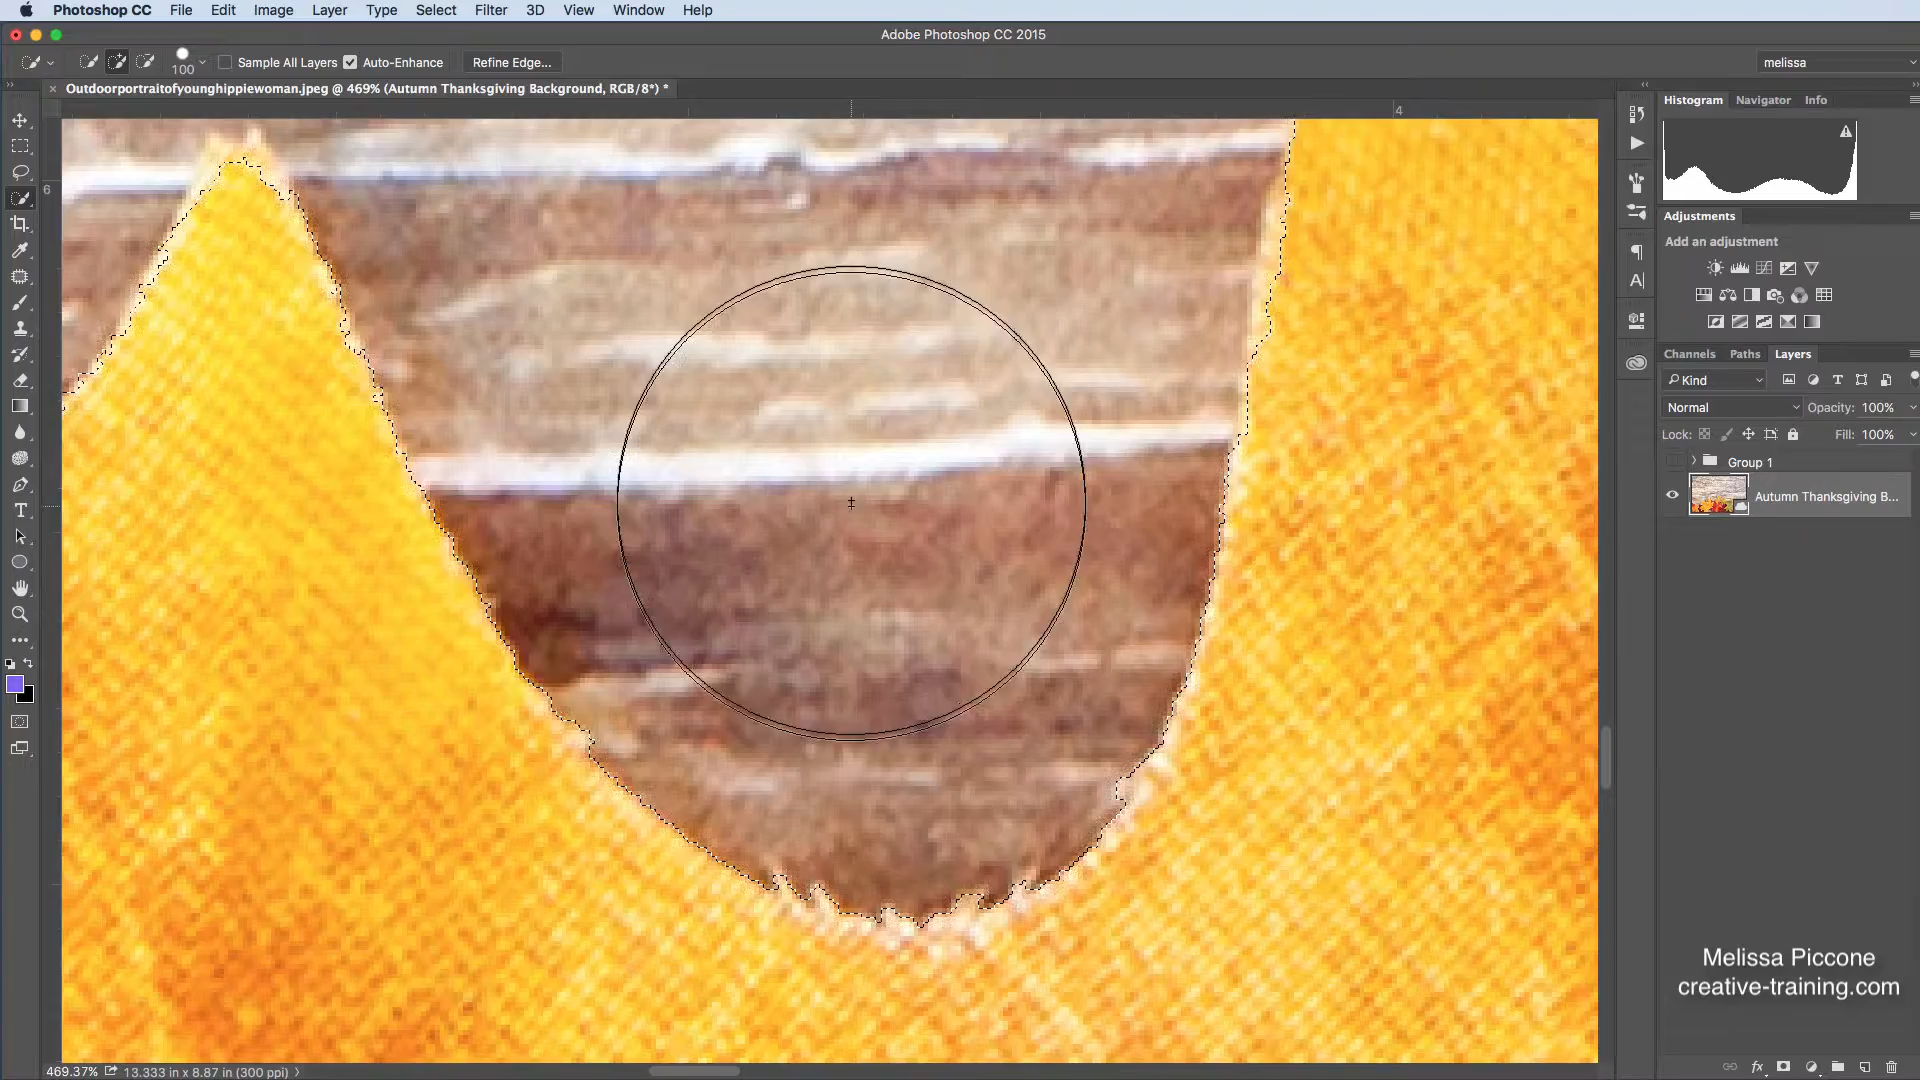 Photoshop CC File Edit Image Layer Type Select Filter 3D View Window Help
Adobe Photoshop CC 2015
100 Sample All Layers Auto-Enhance Refine Edge... melissa
Outdoorportraitofyounghippiewoman.jpeg @ 469% (Autumn Thanksgiving Background, RGB/8*) *
4
6
Histogram Navigator Info
Adjustments
Add an adjustment
Channels Paths Layers
Kind
Normal Opacity: 100%
Lock: Fill: 100%
Group 1
Autumn Thanksgiving B...
Melissa Piccone
creative-training.com
469.37% 13.333 in x 8.87 in (300 ppi)